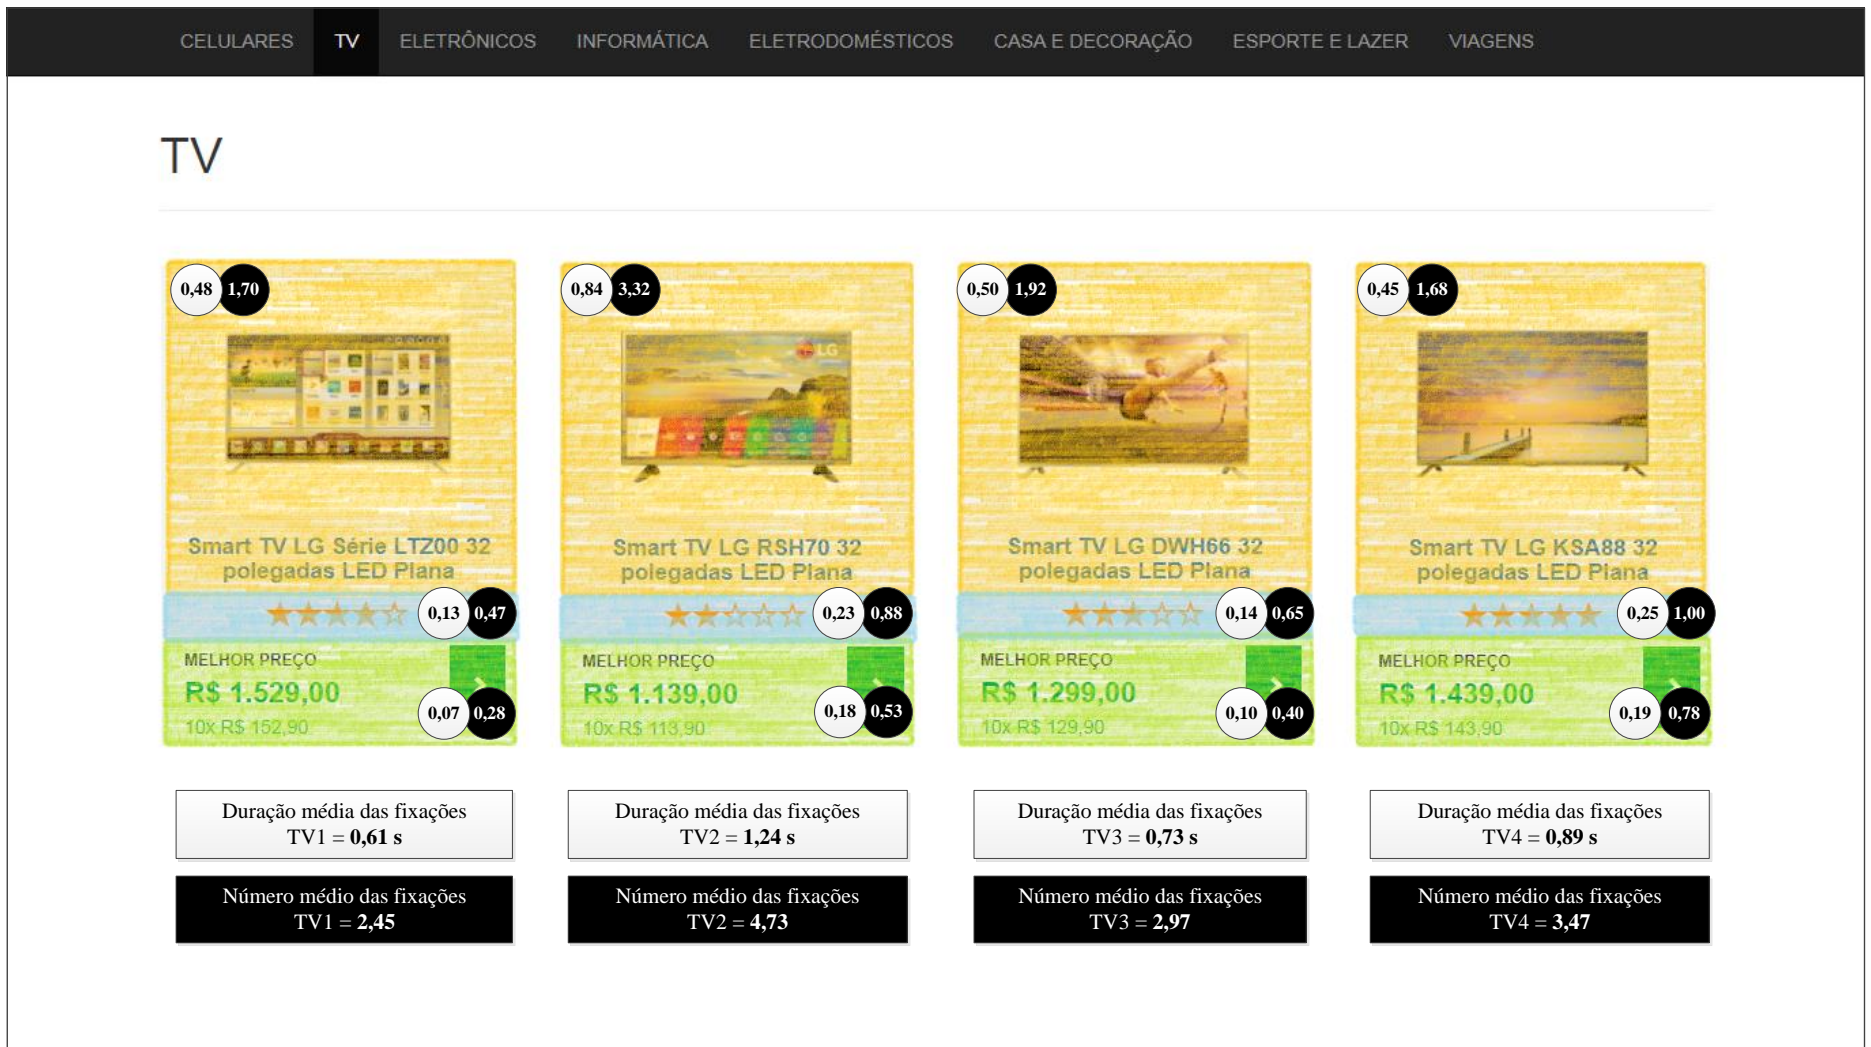 CELULARES TV ELETRÔNICOS INFORMÁTICA ELETRODOMÉSTICOS CASA E DECORAÇÃO ESPORTE E LAZER VIAGENS
TV
0,48 1,70
Smart TV LG Série LTZ00 32
polegadas LED Plana
0,13 0,47
MELHOR PREÇO
R$ 1.529,00
10x R$ 152,90
0,07 0,28
Duração média das fixações
TV1 = 0,61 s
Número médio das fixações
TV1 = 2,45
0,84 3,32
LG
Smart TV LG RSH70 32
polegadas LED Plana
0,23 0,88
MELHOR PREÇO
R$ 1.139,00
10x R$ 113,90
0,18 0,53
Duração média das fixações
TV2 = 1,24 s
Número médio das fixações
TV2 = 4,73
0,50 1,92
Smart TV LG DWH66 32
polegadas LED Plana
0,14 0,65
MELHOR PREÇO
R$ 1.299,00
10x R$ 129,90
0,10 0,40
Duração média das fixações
TV3 = 0,73 s
Número médio das fixações
TV3 = 2,97
0,45 1,68
Smart TV LG KSA88 32
polegadas LED Plana
0,25 1,00
MELHOR PREÇO
R$ 1.439,00
10x R$ 143,90
0,19 0,78
Duração média das fixações
TV4 = 0,89 s
Número médio das fixações
TV4 = 3,47